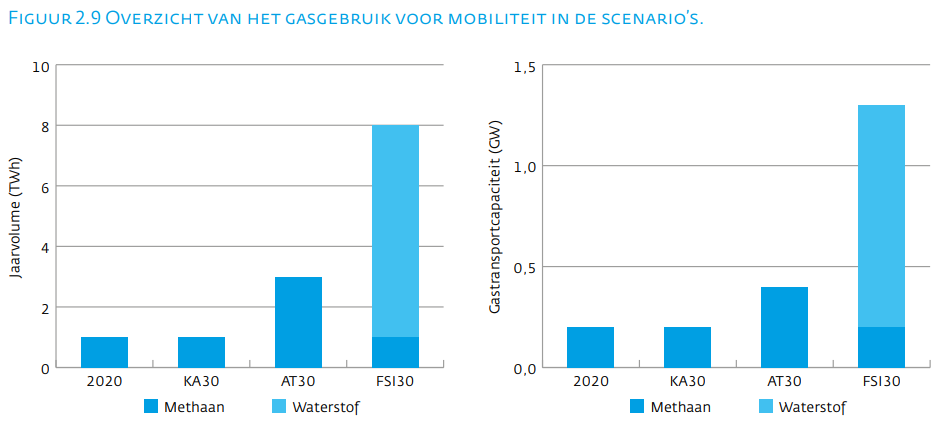 Figuur 2.9 Overzicht van het gasgebruik voor mobiliteit in de scenario's.
Jaarvolume (TWh)
10
8
6
4
2
0
2020 KA30 AT30 FSI30
Methaan Waterstof
Gastransportcapaciteit (GW)
1,5
1,0
0,5
0,0
2020 KA30 AT30 FSI30
Methaan Waterstof